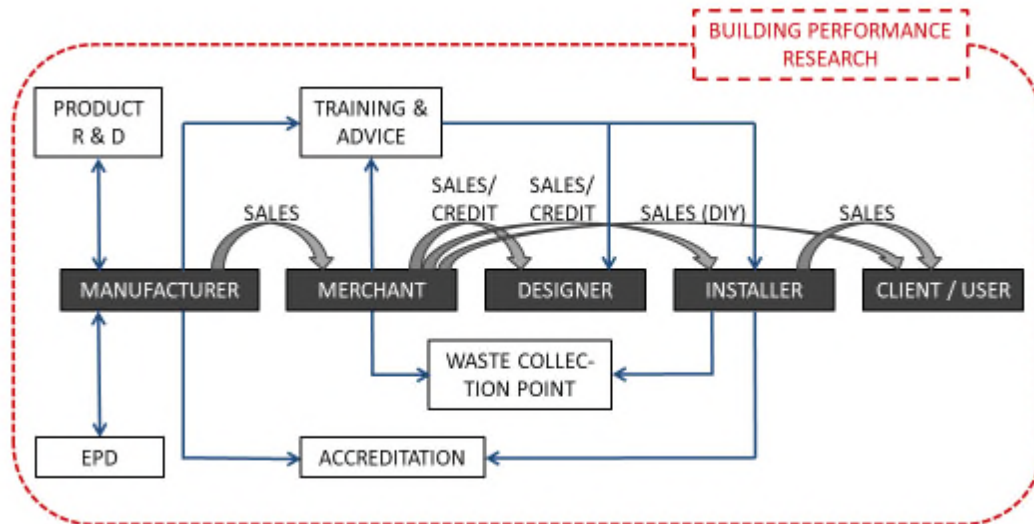 BUILDING PERFORMANCE
RESEARCH
PRODUCT
R & D
TRAINING &
ADVICE
SALES
SALES/
CREDIT
SALES/
CREDIT
SALES (DIY)
SALES
MANUFACTURER
MERCHANT
DESIGNER
INSTALLER
CLIENT / USER
WASTE COLLEC-
TION POINT
EPD
ACCREDITATION